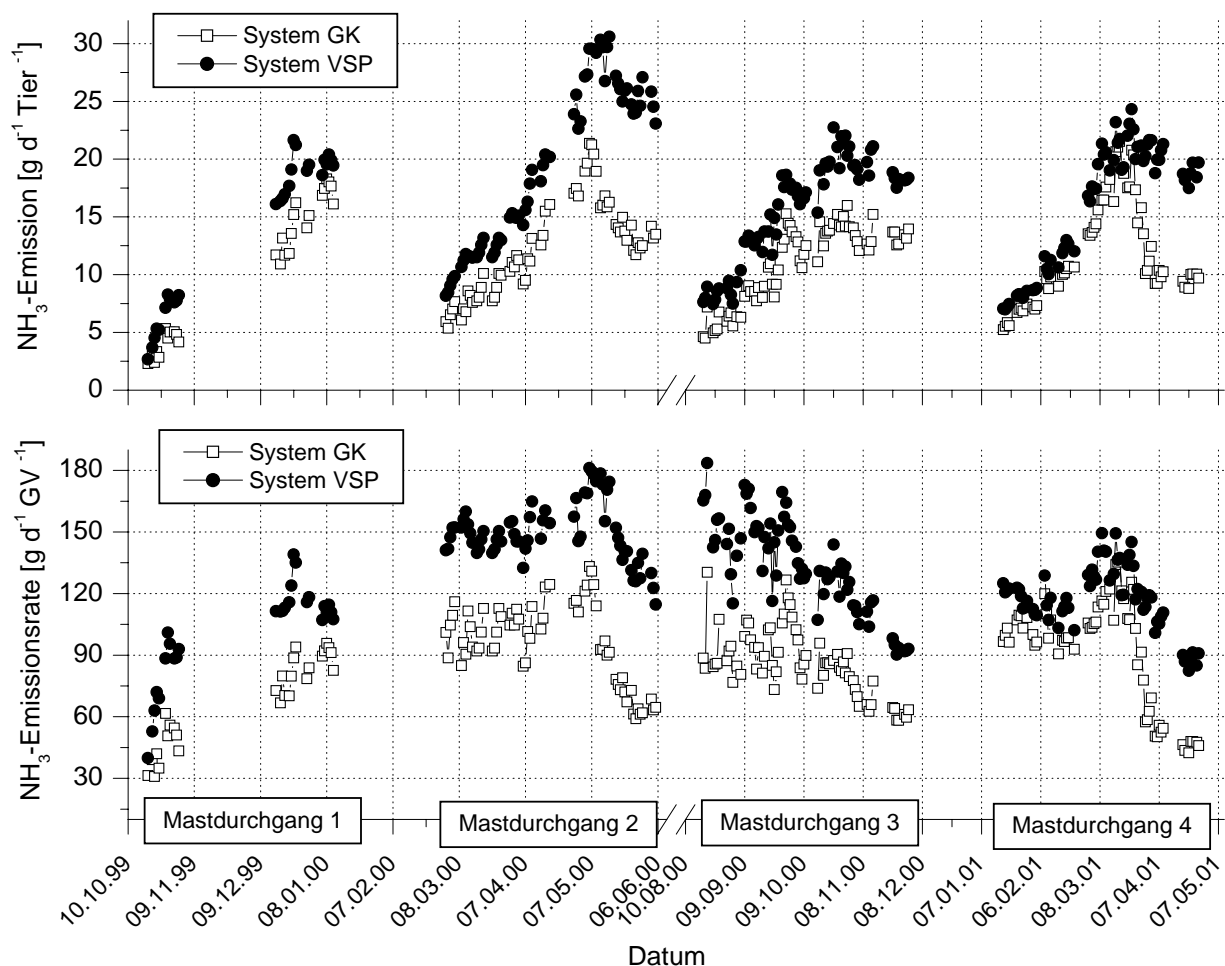 NH₃-Emission [g d⁻¹ Tier⁻¹]
30
25
20
15
10
5
0
System GK
System VSP
NH₃-Emissionsrate [g d⁻¹ GV⁻¹]
180
150
120
90
60
30
System GK
System VSP
Mastdurchgang 1
Mastdurchgang 2
Mastdurchgang 3
Mastdurchgang 4
10.10.99
09.11.99
09.12.99
08.01.00
07.02.00
08.03.00
07.04.00
07.05.00
06.06.00
10.08.00
09.09.00
09.10.00
08.11.00
08.12.00
07.01.01
06.02.01
08.03.01
07.04.01
07.05.01
Datum